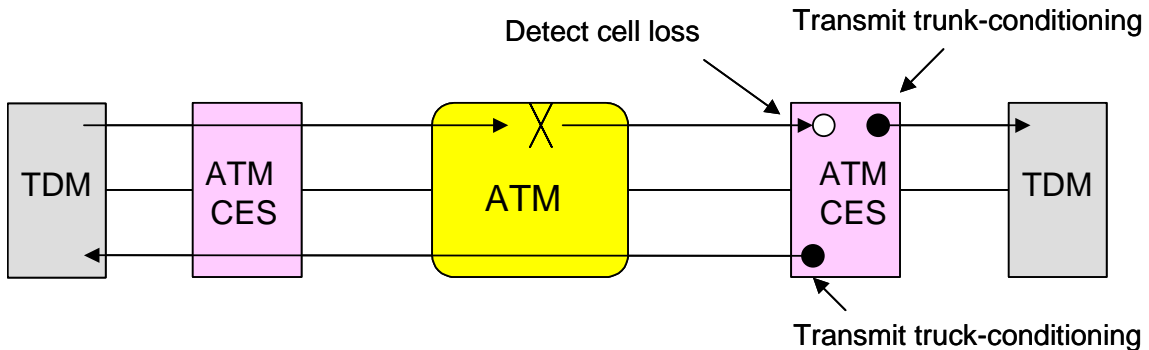 Transmit trunk-conditioning
Detect cell loss
TDM
ATM
CES
ATM
ATM
CES
TDM
Transmit truck-conditioning